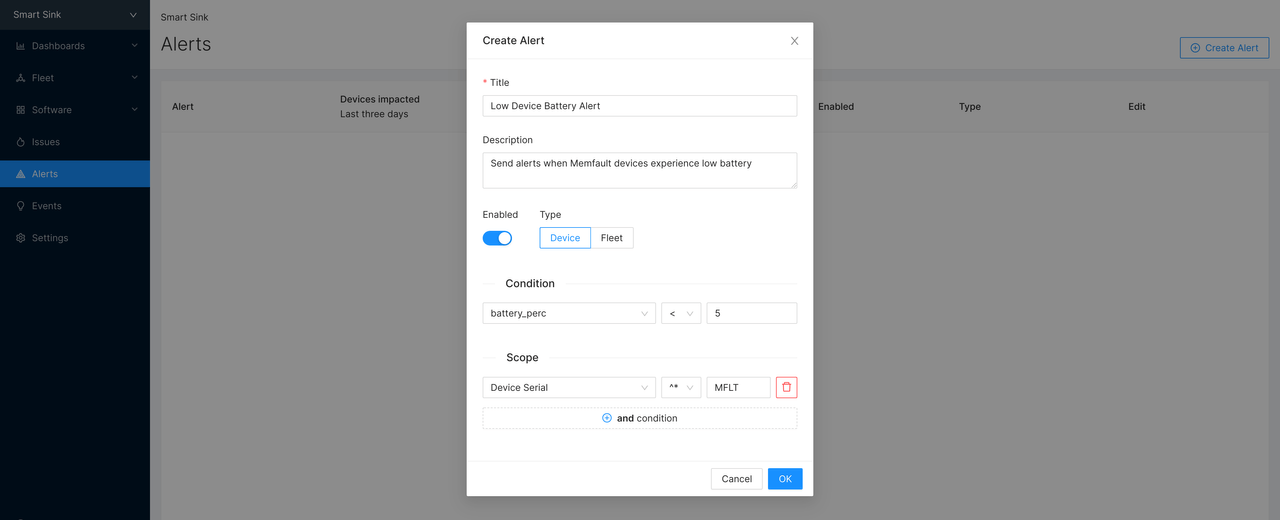 Smart Sink
Dashboards
Fleet
Software
Issues
Alerts
Events
Settings
Smart Sink
Alerts
Create Alert
Alert
Devices impacted
Last three days
Enabled
Type
Edit
Create Alert
* Title
Low Device Battery Alert
Description
Send alerts when Memfault devices experience low battery
Enabled
Type
Device
Fleet
Condition
battery_perc
<
5
Scope
Device Serial
^*
MFLT
and condition
Cancel
OK